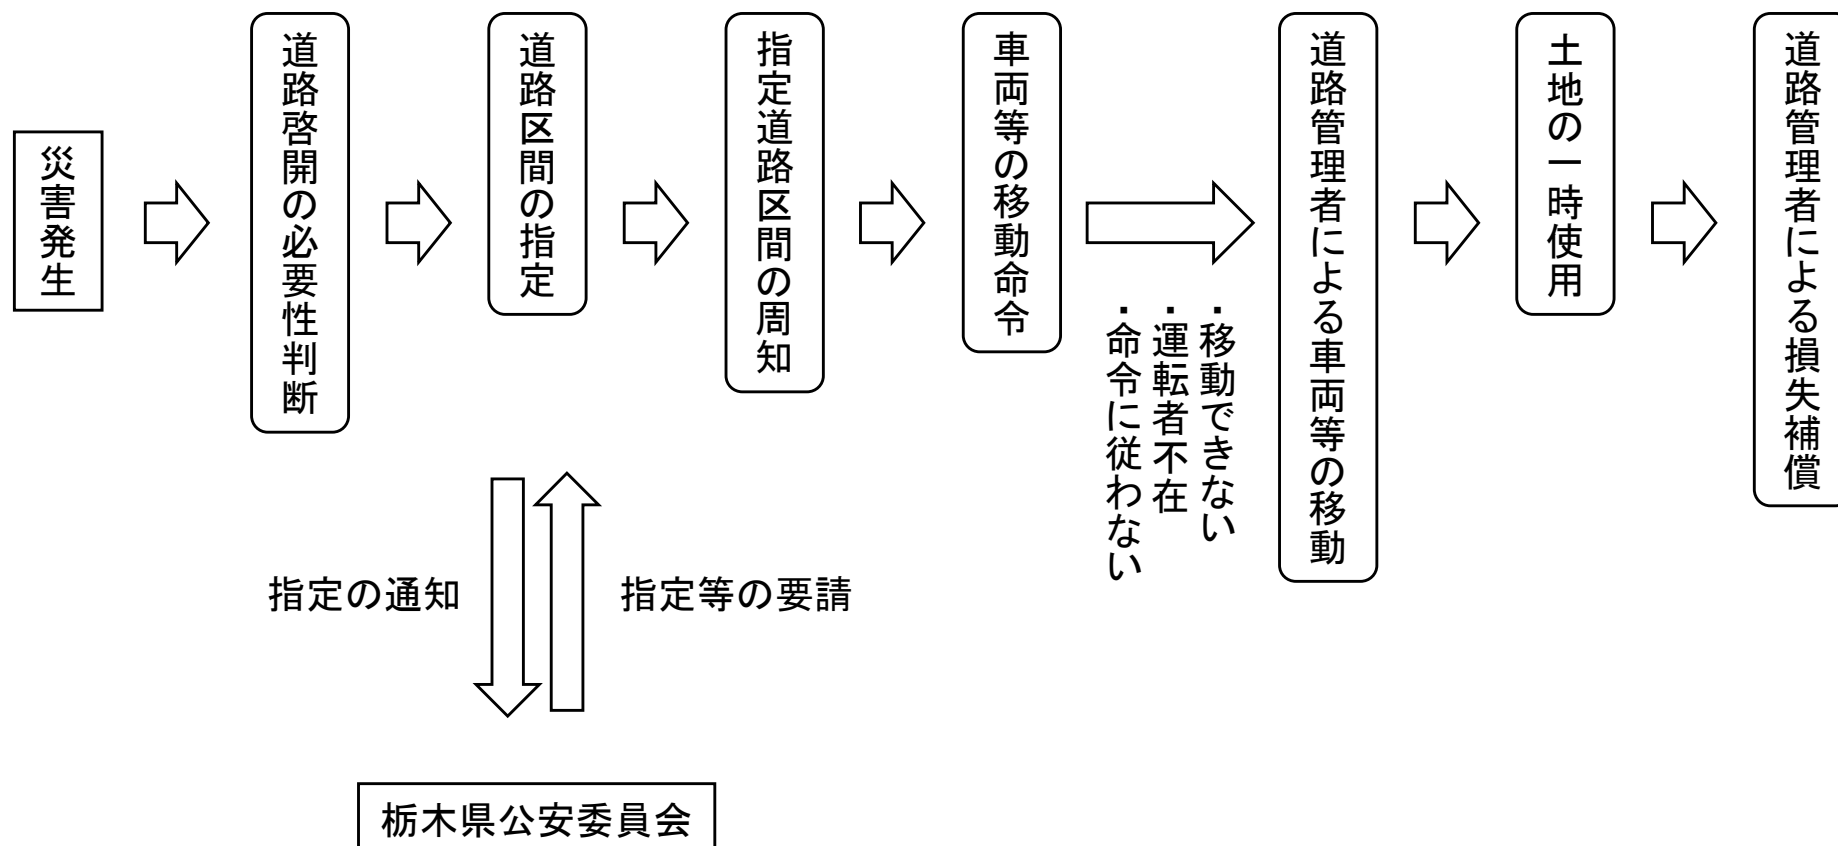 災害発生
道路啓開の必要性判断
道路区間の指定
指定道路区間の周知
車両等の移動命令
・移動できない
・運転者不在
・命令に従わない
道路管理者による車両等の移動
土地の一時使用
道路管理者による損失補償
指定の通知
指定等の要請
栃木県公安委員会